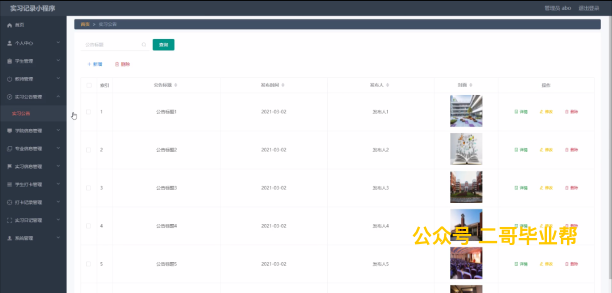 实习记录小程序 管理员 abo 退出登录
首页
个人中心
学生管理
教师管理
实习公告管理
实习公告
学院信息管理
专业信息管理
实习信息管理
学生打卡管理
打卡记录管理
实习日记管理
系统管理
首页 > 实习公告
公告标题 查询
+ 新增 删除
索引 公告标题 发布时间 发布人 封面 操作
1 公告标题1 2021-03-02 发布人1 详情 修改 删除
2 公告标题2 2021-03-02 发布人2 详情 修改 删除
3 公告标题3 2021-03-02 发布人3 详情 修改 删除
4 公告标题4 2021-03-02 发布人4
5 公告标题5 2021-03-02 发布人5 详情 修改 删除
公众号 二哥毕业帮